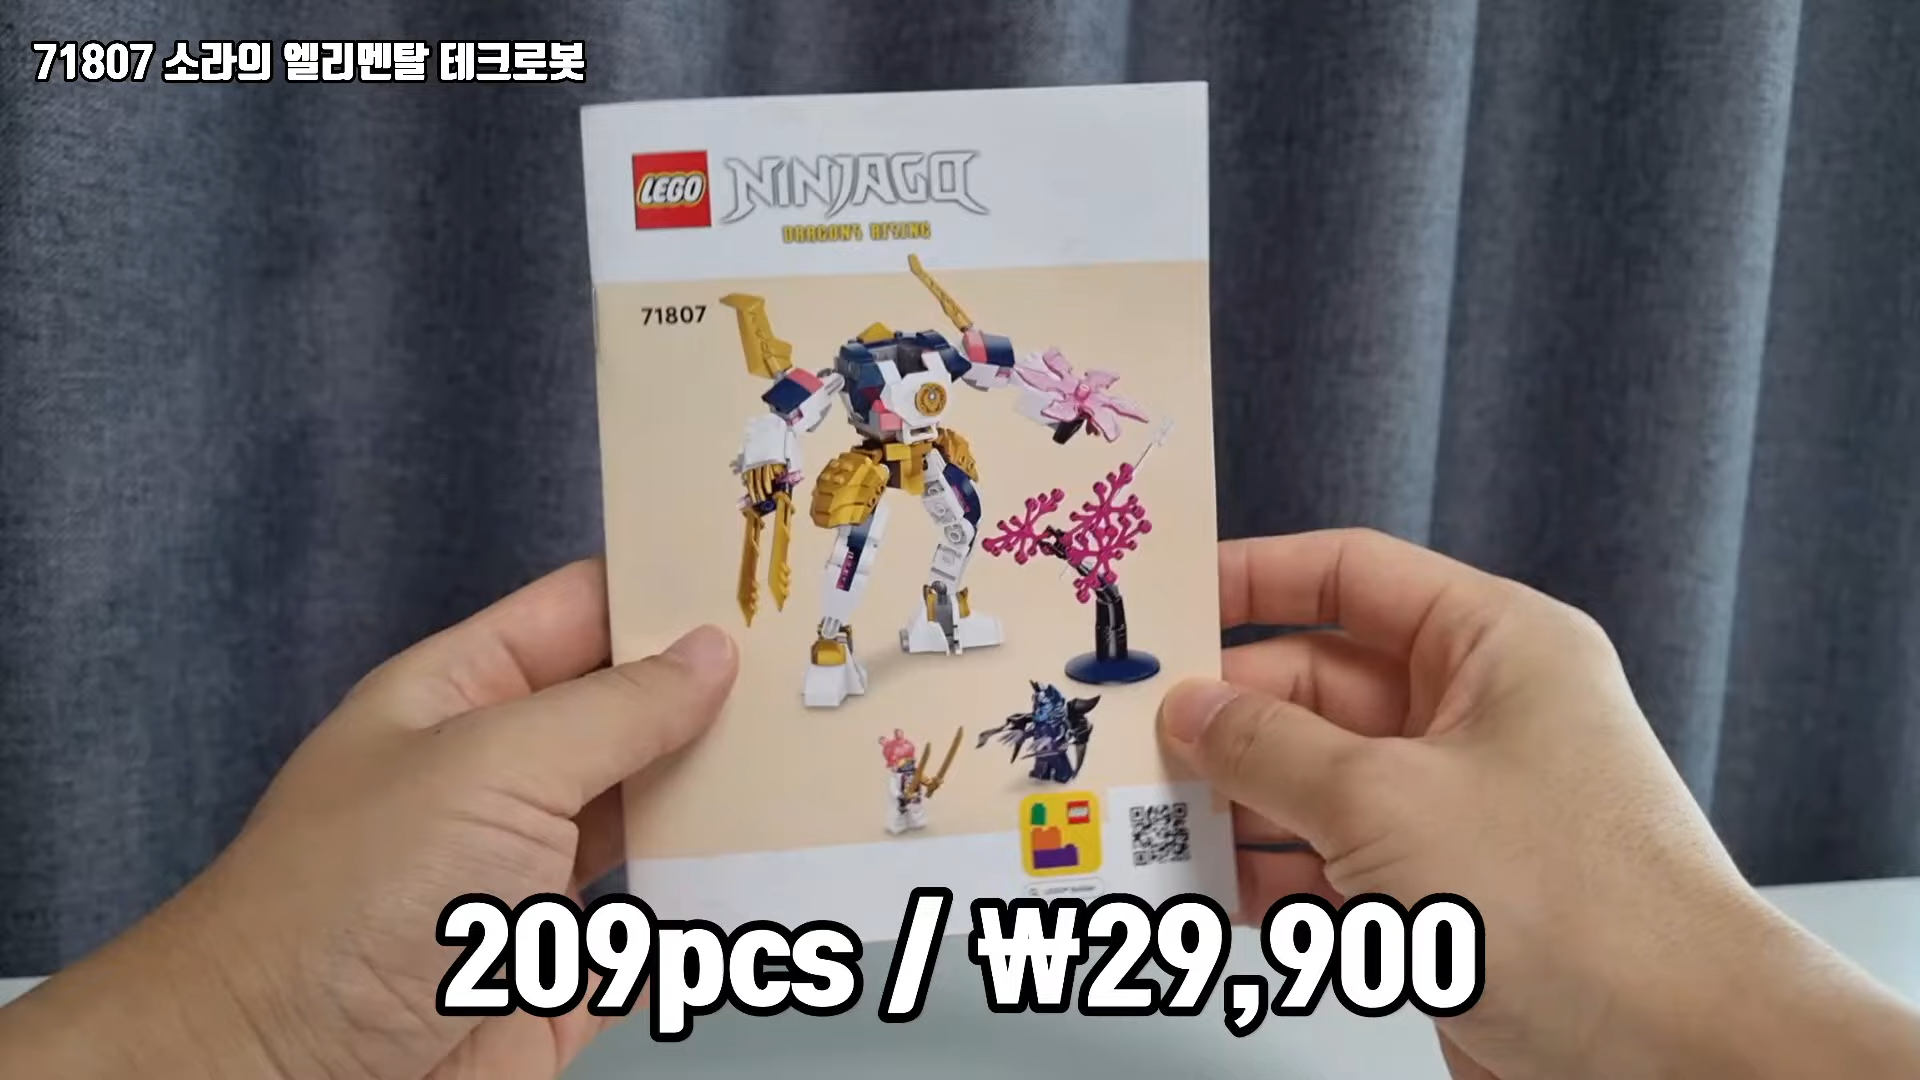 71807 소라의 엘리멘탈 테크로봇
LEGO NINJAGO
DRAGONS RISING
71807
LEGO
209pcs / ₩29,900